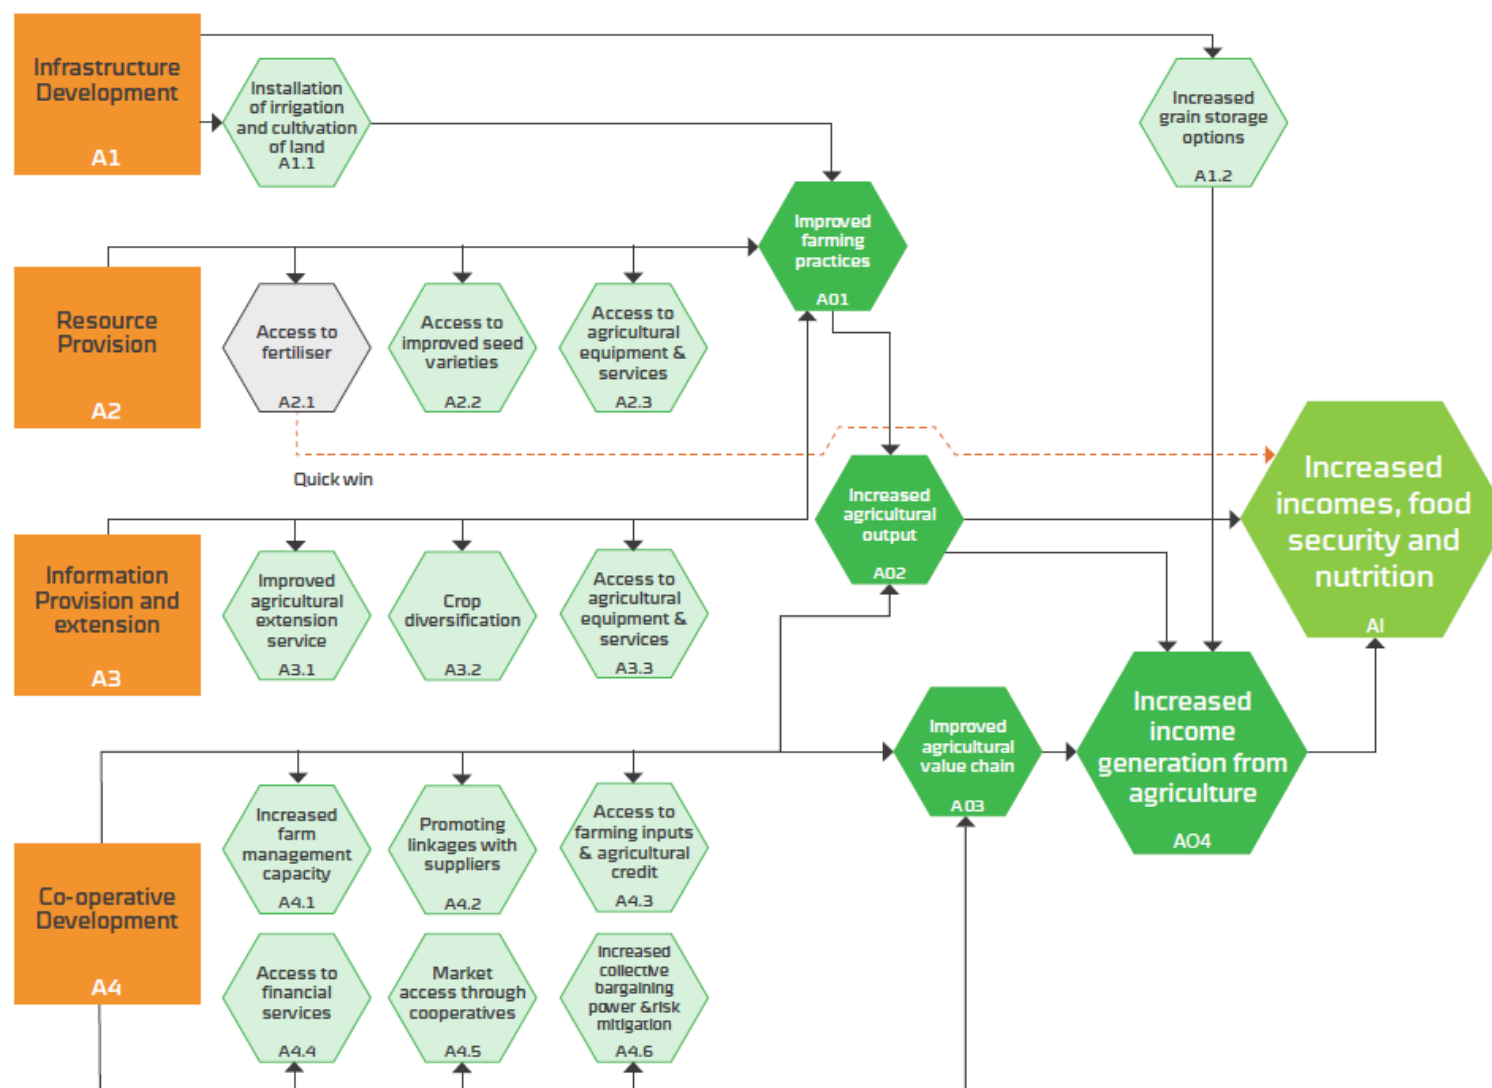 Infrastructure
Development
A1
Installation
of irrigation
and cultivation
of land
A1.1
Increased
grain storage
options
A1.2
Improved
farming
practices
A01
Resource
Provision
A2
Access to
fertiliser
A2.1
Access to
improved seed
varieties
A2.2
Access to
agricultural
equipment &
services
A2.3
Quick win
Increased
agricultural
output
A02
Increased
incomes, food
security and
nutrition
AI
Information
Provision and
extension
A3
Improved
agricultural
extension
service
A3.1
Crop
diversification
A3.2
Access to
agricultural
equipment &
services
A3.3
Improved
agricultural
value chain
A03
Increased
income
generation from
agriculture
AO4
Co-operative
Development
A4
Increased
farm
management
capacity
A4.1
Promoting
linkages with
suppliers
A4.2
Access to
farming inputs
& agricultural
credit
A4.3
Access to
financial
services
A4.4
Market
access through
cooperatives
A4.5
Increased
collective
bargaining
power &risk
mitigation
A4.6